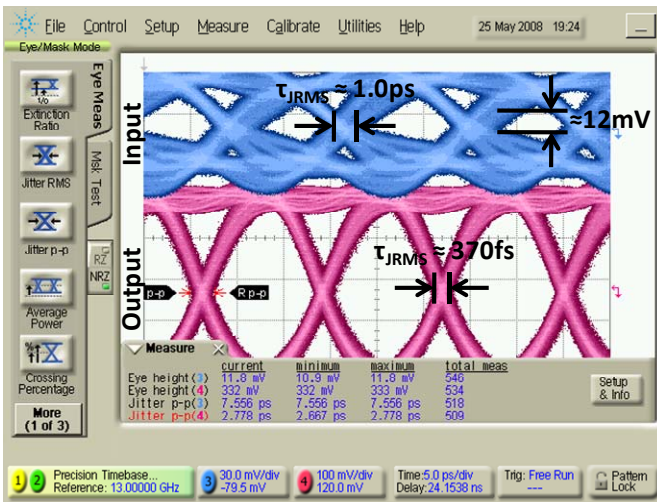 File Control Setup Measure Calibrate Utilities Help 25 May 2008 19:24
Eye/Mask Mode
Eye Meas
Msk Test
1/0
Extinction
Ratio
Jitter RMS
Jitter p-p
RZ
NRZ
Average
Power
Crossing
Percentage
More
(1 of 3)
Input
τJRMS ≈ 1.0ps
≈12mV
Output
τJRMS ≈ 370fs
p-p
R p-p
Measure
current minimum maximum total meas
Eye height(3) 11.8 mV 10.9 mV 11.8 mV 546
Eye height(4) 332 mV 332 mV 333 mV 534
Jitter p-p(3) 7.556 ps 7.556 ps 7.556 ps 518
Jitter p-p(4) 2.778 ps 2.667 ps 2.778 ps 509
Setup
& Info
1 2 Precision Timebase...
Reference: 13.00000 GHz
3 30.0 mV/div
-79.5 mV
4 100 mV/div
120.0 mV
Time:5.0 ps/div
Delay:24.1538 ns
Trig: Free Run
---
Pattern
Lock